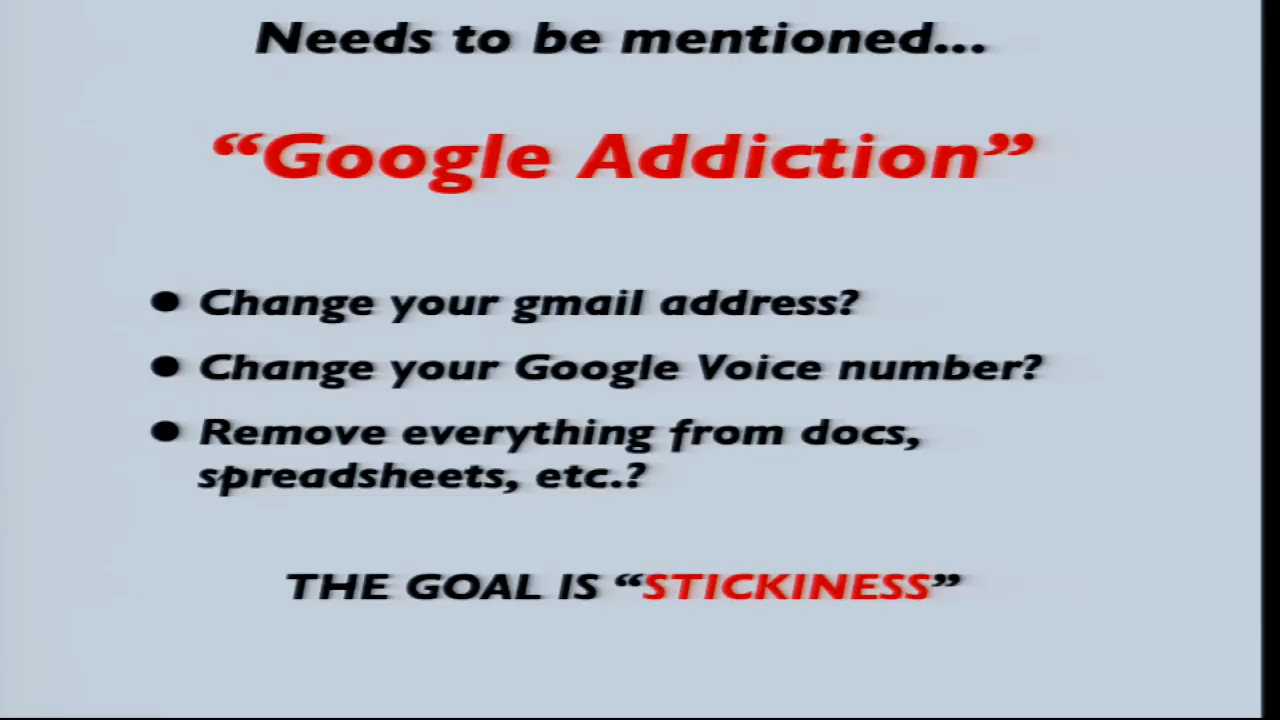 Needs to be mentioned...
“Google Addiction”
● Change your gmail address?
● Change your Google Voice number?
● Remove everything from docs,
spreadsheets, etc.?
THE GOAL IS “STICKINESS”